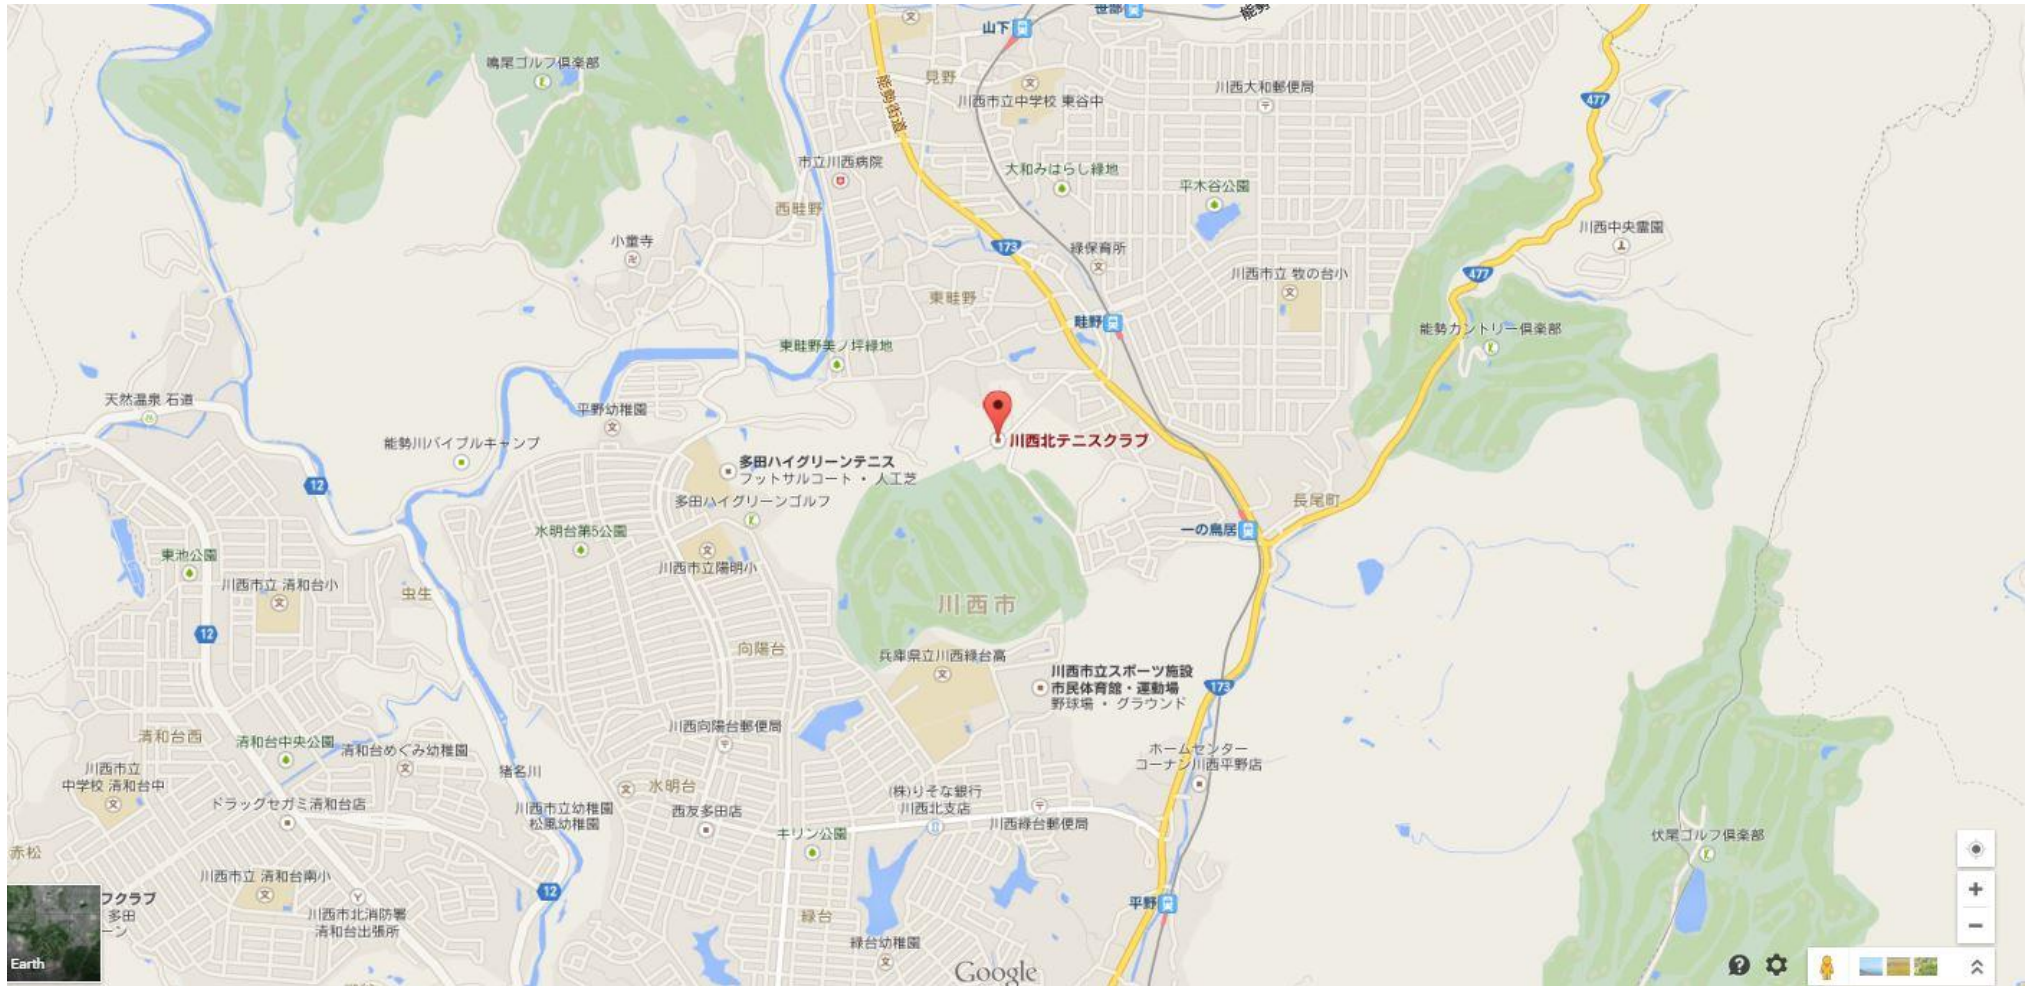 山下
笹部
能勢
鳴尾ゴルフ倶楽部
見野
川西大和郵便局
477
川西市立中学校 東谷中
能勢街道
市立川西病院
大和みはらし緑地
平木谷公園
西畦野
川西中央霊園
小童寺
173
緑保育所
477
川西市立 牧の台小
東畦野
畦野
能勢カントリー倶楽部
東畦野美ノ坪緑地
天然温泉 石道
平野幼稚園
能勢川バイブルキャンプ
川西北テニスクラブ
多田ハイグリーンテニス
フットサルコート ・ 人工芝
12
多田ハイグリーンゴルフ
長尾町
水明台第5公園
一の鳥居
東池公園
川西市立陽明小
川西市立 清和台小
虫生
川西市
12
向陽台
兵庫県立川西緑台高
川西市立スポーツ施設
市民体育館・運動場
野球場 ・ グラウンド
173
川西向陽台郵便局
清和台西
清和台中央公園
清和台めぐみ幼稚園
ホームセンター
コーナン川西平野店
川西市立
中学校 清和台中
猪名川
水明台
(株)りそな銀行
川西北支店
ドラッグセガミ清和台店
川西市立幼稚園
松風幼稚園
西友多田店
川西緑台郵便局
キリン公園
伏尾ゴルフ倶楽部
赤松
川西市立 清和台南小
12
フクラブ
多田
ーン
川西市北消防署
清和台出張所
平野
緑台
緑台幼稚園
Earth
Google